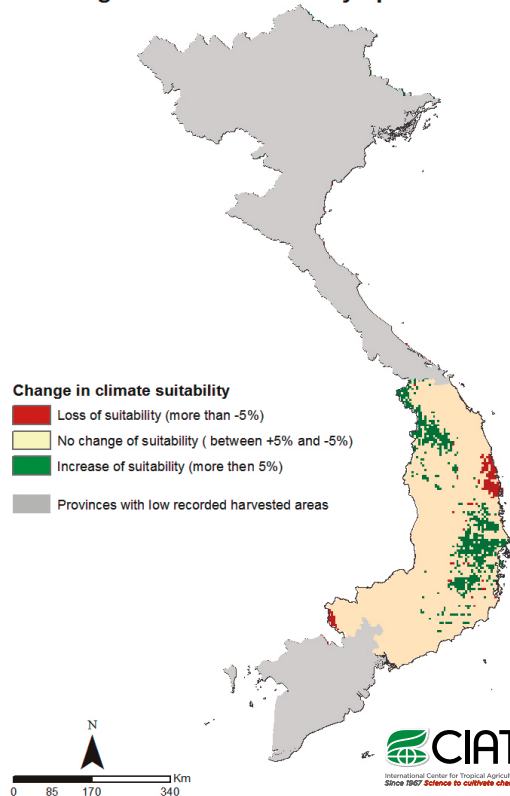 Change in climate suitability
Loss of suitability (more than -5%)
No change of suitability ( between +5% and -5%)
Increase of suitability (more then 5%)
Provinces with low recorded harvested areas
N
Km
0 85 170 340
CIAT
International Center for Tropical
Since 1967 Science to cultivate